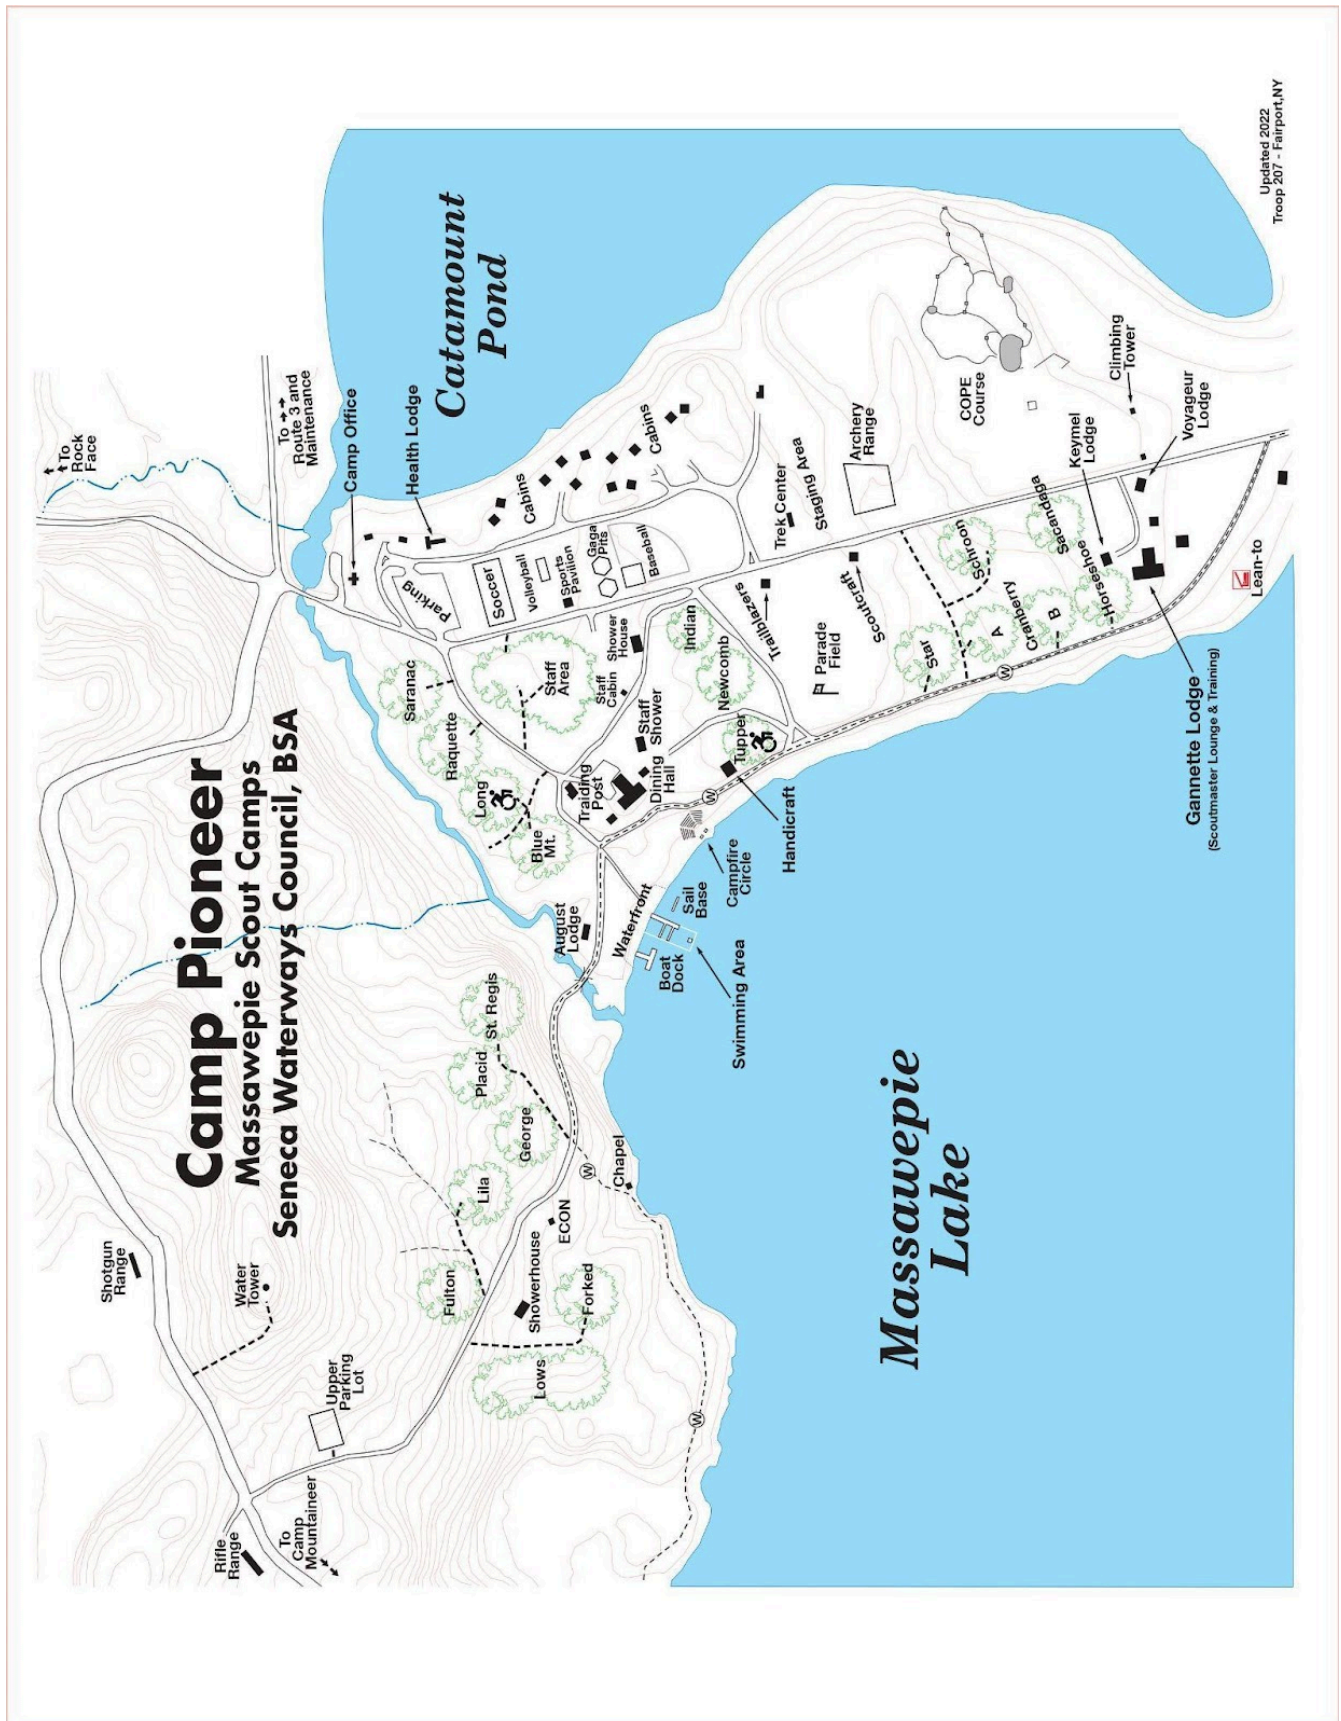 Camp Pioneer
Massawepie Scout Camps
Seneca Waterways Council, BSA
To
Rock
Face
To
Route 3 and
Maintenance
Camp Office
Health Lodge
Catamount
Pond
Shotgun
Range
Water
Tower
Upper
Parking
Lot
Rifle
Range
To
Camp
Mountaineer
Parking
Soccer
Volleyball
Sports
Pavilion
Gaga
Pits
Baseball
Cabins
Cabins
Saranac
Raquette
Long
Blue
Mt.
Staff
Area
Staff
Cabin
Shower
House
Staff
Shower
Traiding
Post
Dining
Hall
Indian
Newcomb
Tupper
Trailblazers
Trek Center
Staging Area
Archery
Range
Scoutcraft
Parade
Field
COPE
Course
Climbing
Tower
Voyageur
Lodge
Keymel
Lodge
Sacandaga
Schroon
Star
A
Cranberry
B
Horseshoe
Lean-to
Gannette Lodge
(Scoutmaster Lounge & Training)
W
W
Handicraft
Campfire
Circle
Sail
Base
Waterfront
Boat
Dock
Swimming Area
August
Lodge
St. Regis
Placid
George
Lila
Fulton
W
Chapel
ECON
Showerhouse
Forked
Lows
W
Massawepie
Lake
Updated 2022
Troop 207 - Fairport,NY